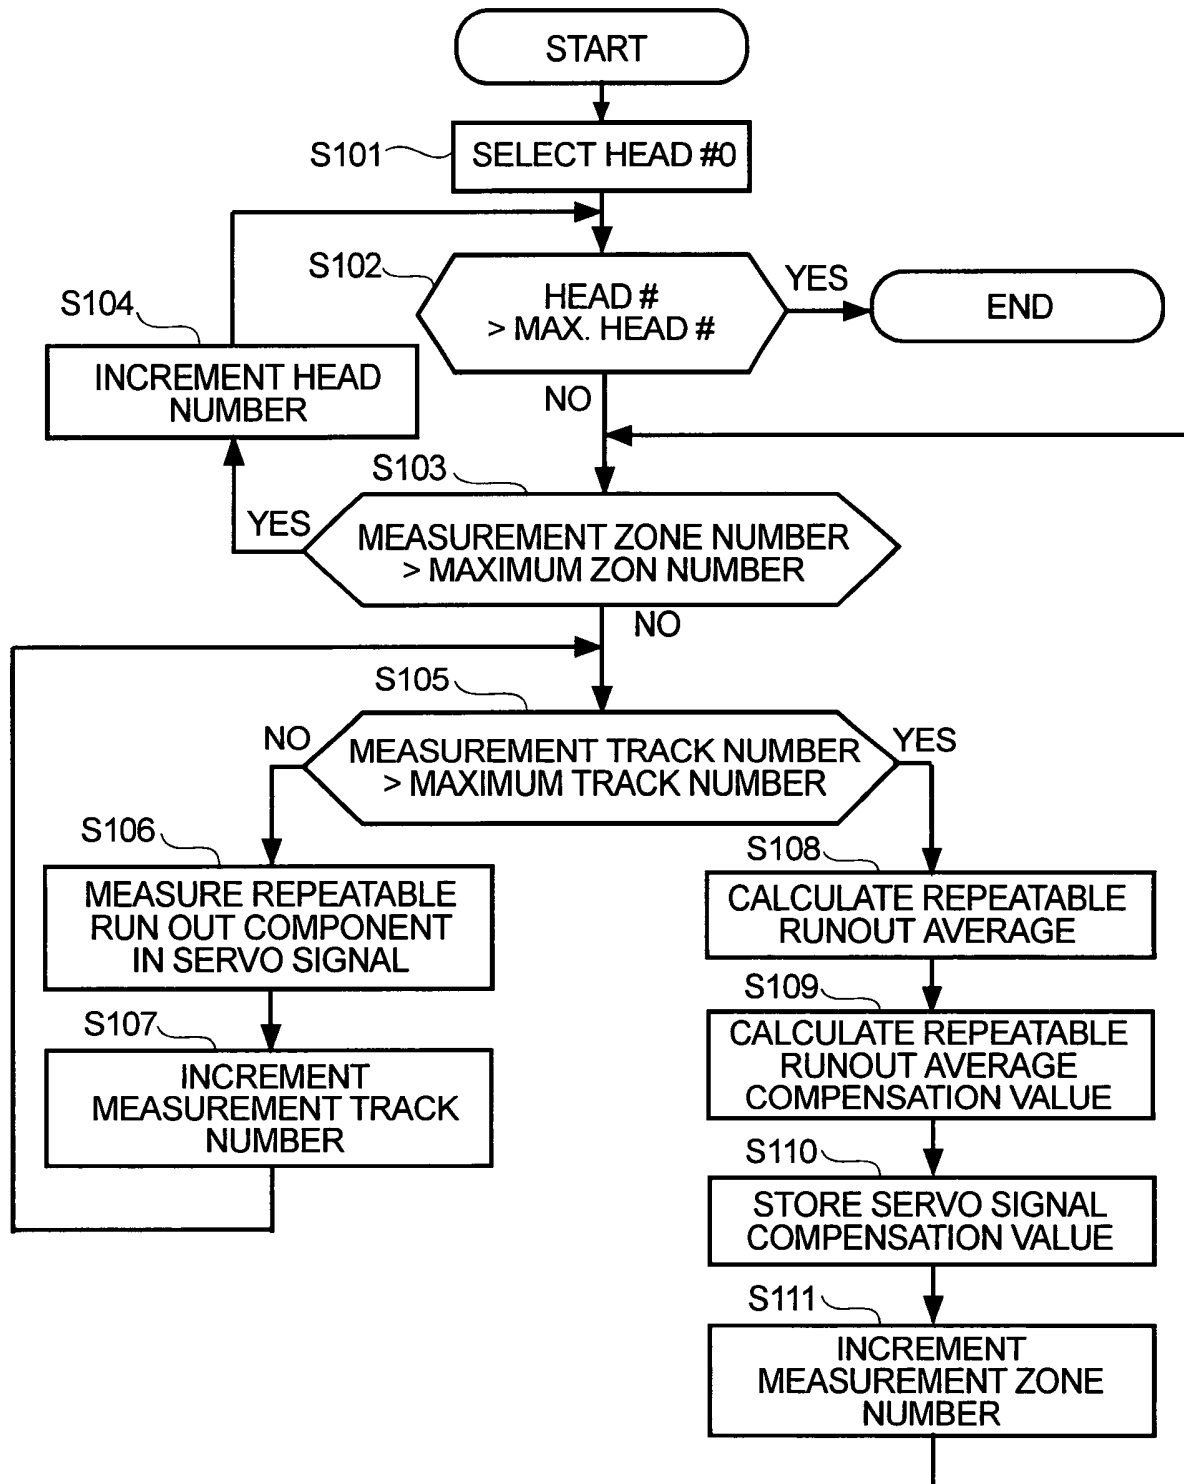 START
S101
SELECT HEAD #0
S102
HEAD #
> MAX. HEAD #
YES
END
S104
INCREMENT HEAD
NUMBER
NO
S103
YES
MEASUREMENT ZONE NUMBER
> MAXIMUM ZON NUMBER
NO
S105
NO
MEASUREMENT TRACK NUMBER
> MAXIMUM TRACK NUMBER
YES
S106
MEASURE REPEATABLE
RUN OUT COMPONENT
IN SERVO SIGNAL
S107
INCREMENT
MEASUREMENT TRACK
NUMBER
S108
CALCULATE REPEATABLE
RUNOUT AVERAGE
S109
CALCULATE REPEATABLE
RUNOUT AVERAGE
COMPENSATION VALUE
S110
STORE SERVO SIGNAL
COMPENSATION VALUE
S111
INCREMENT
MEASUREMENT ZONE
NUMBER